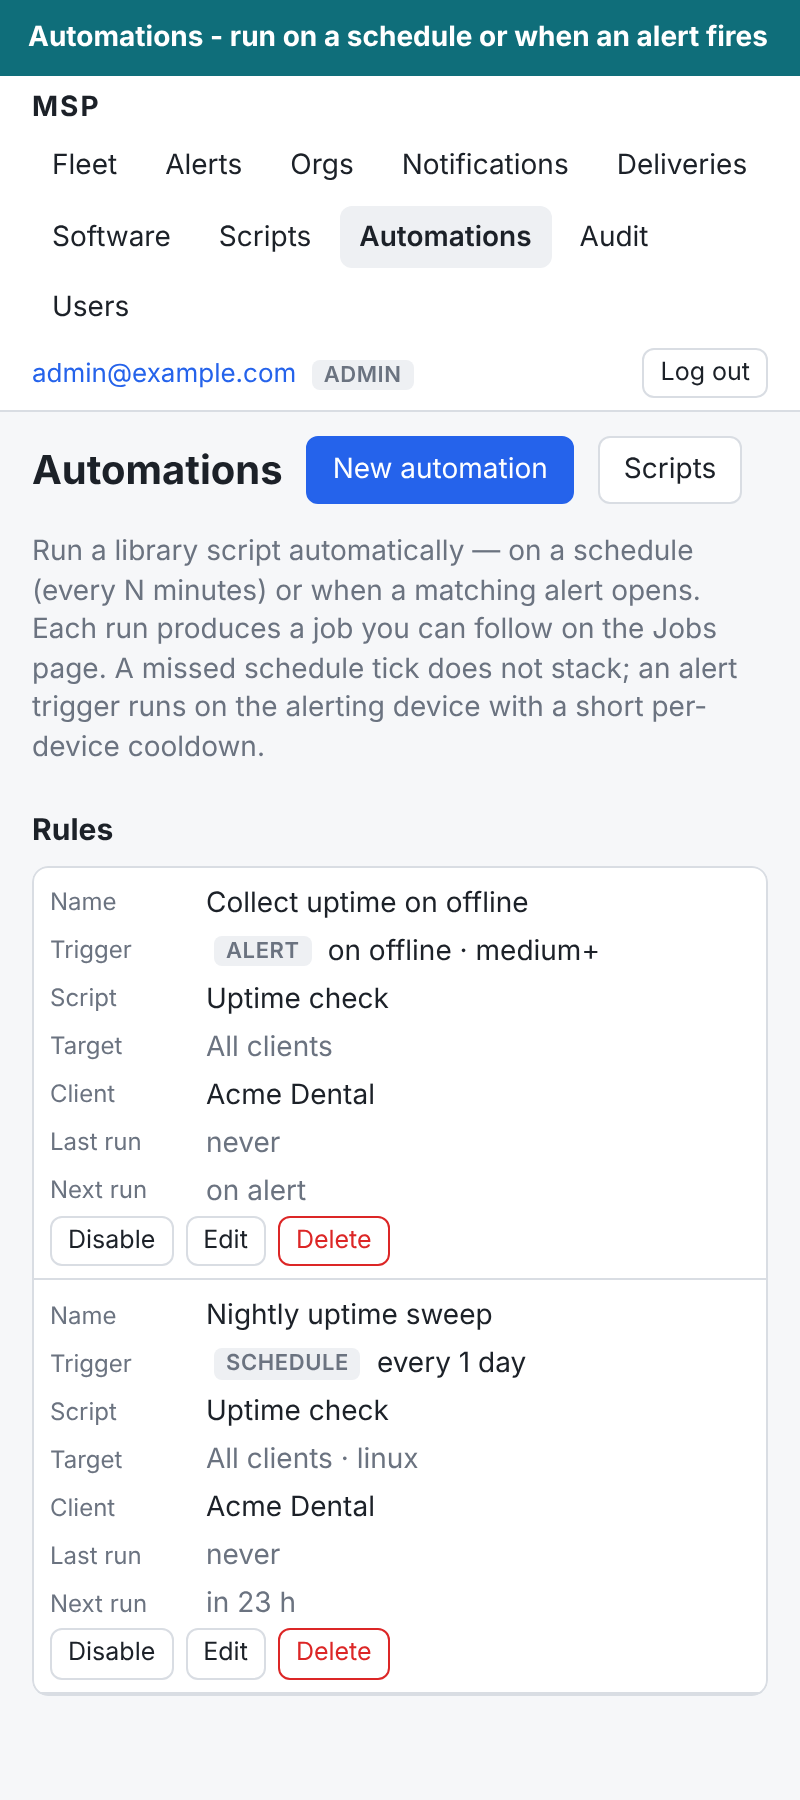 Automations - run on a schedule or when an alert fires
MSP
Fleet Alerts Orgs Notifications Deliveries
Software Scripts Automations Audit
Users
admin@example.com ADMIN Log out
Automations New automation Scripts
Run a library script automatically — on a schedule
(every N minutes) or when a matching alert opens.
Each run produces a job you can follow on the Jobs
page. A missed schedule tick does not stack; an alert
trigger runs on the alerting device with a short per-
device cooldown.
Rules
Name Collect uptime on offline
Trigger ALERT on offline · medium+
Script Uptime check
Target All clients
Client Acme Dental
Last run never
Next run on alert
Disable Edit Delete
Name Nightly uptime sweep
Trigger SCHEDULE every 1 day
Script Uptime check
Target All clients · linux
Client Acme Dental
Last run never
Next run in 23 h
Disable Edit Delete